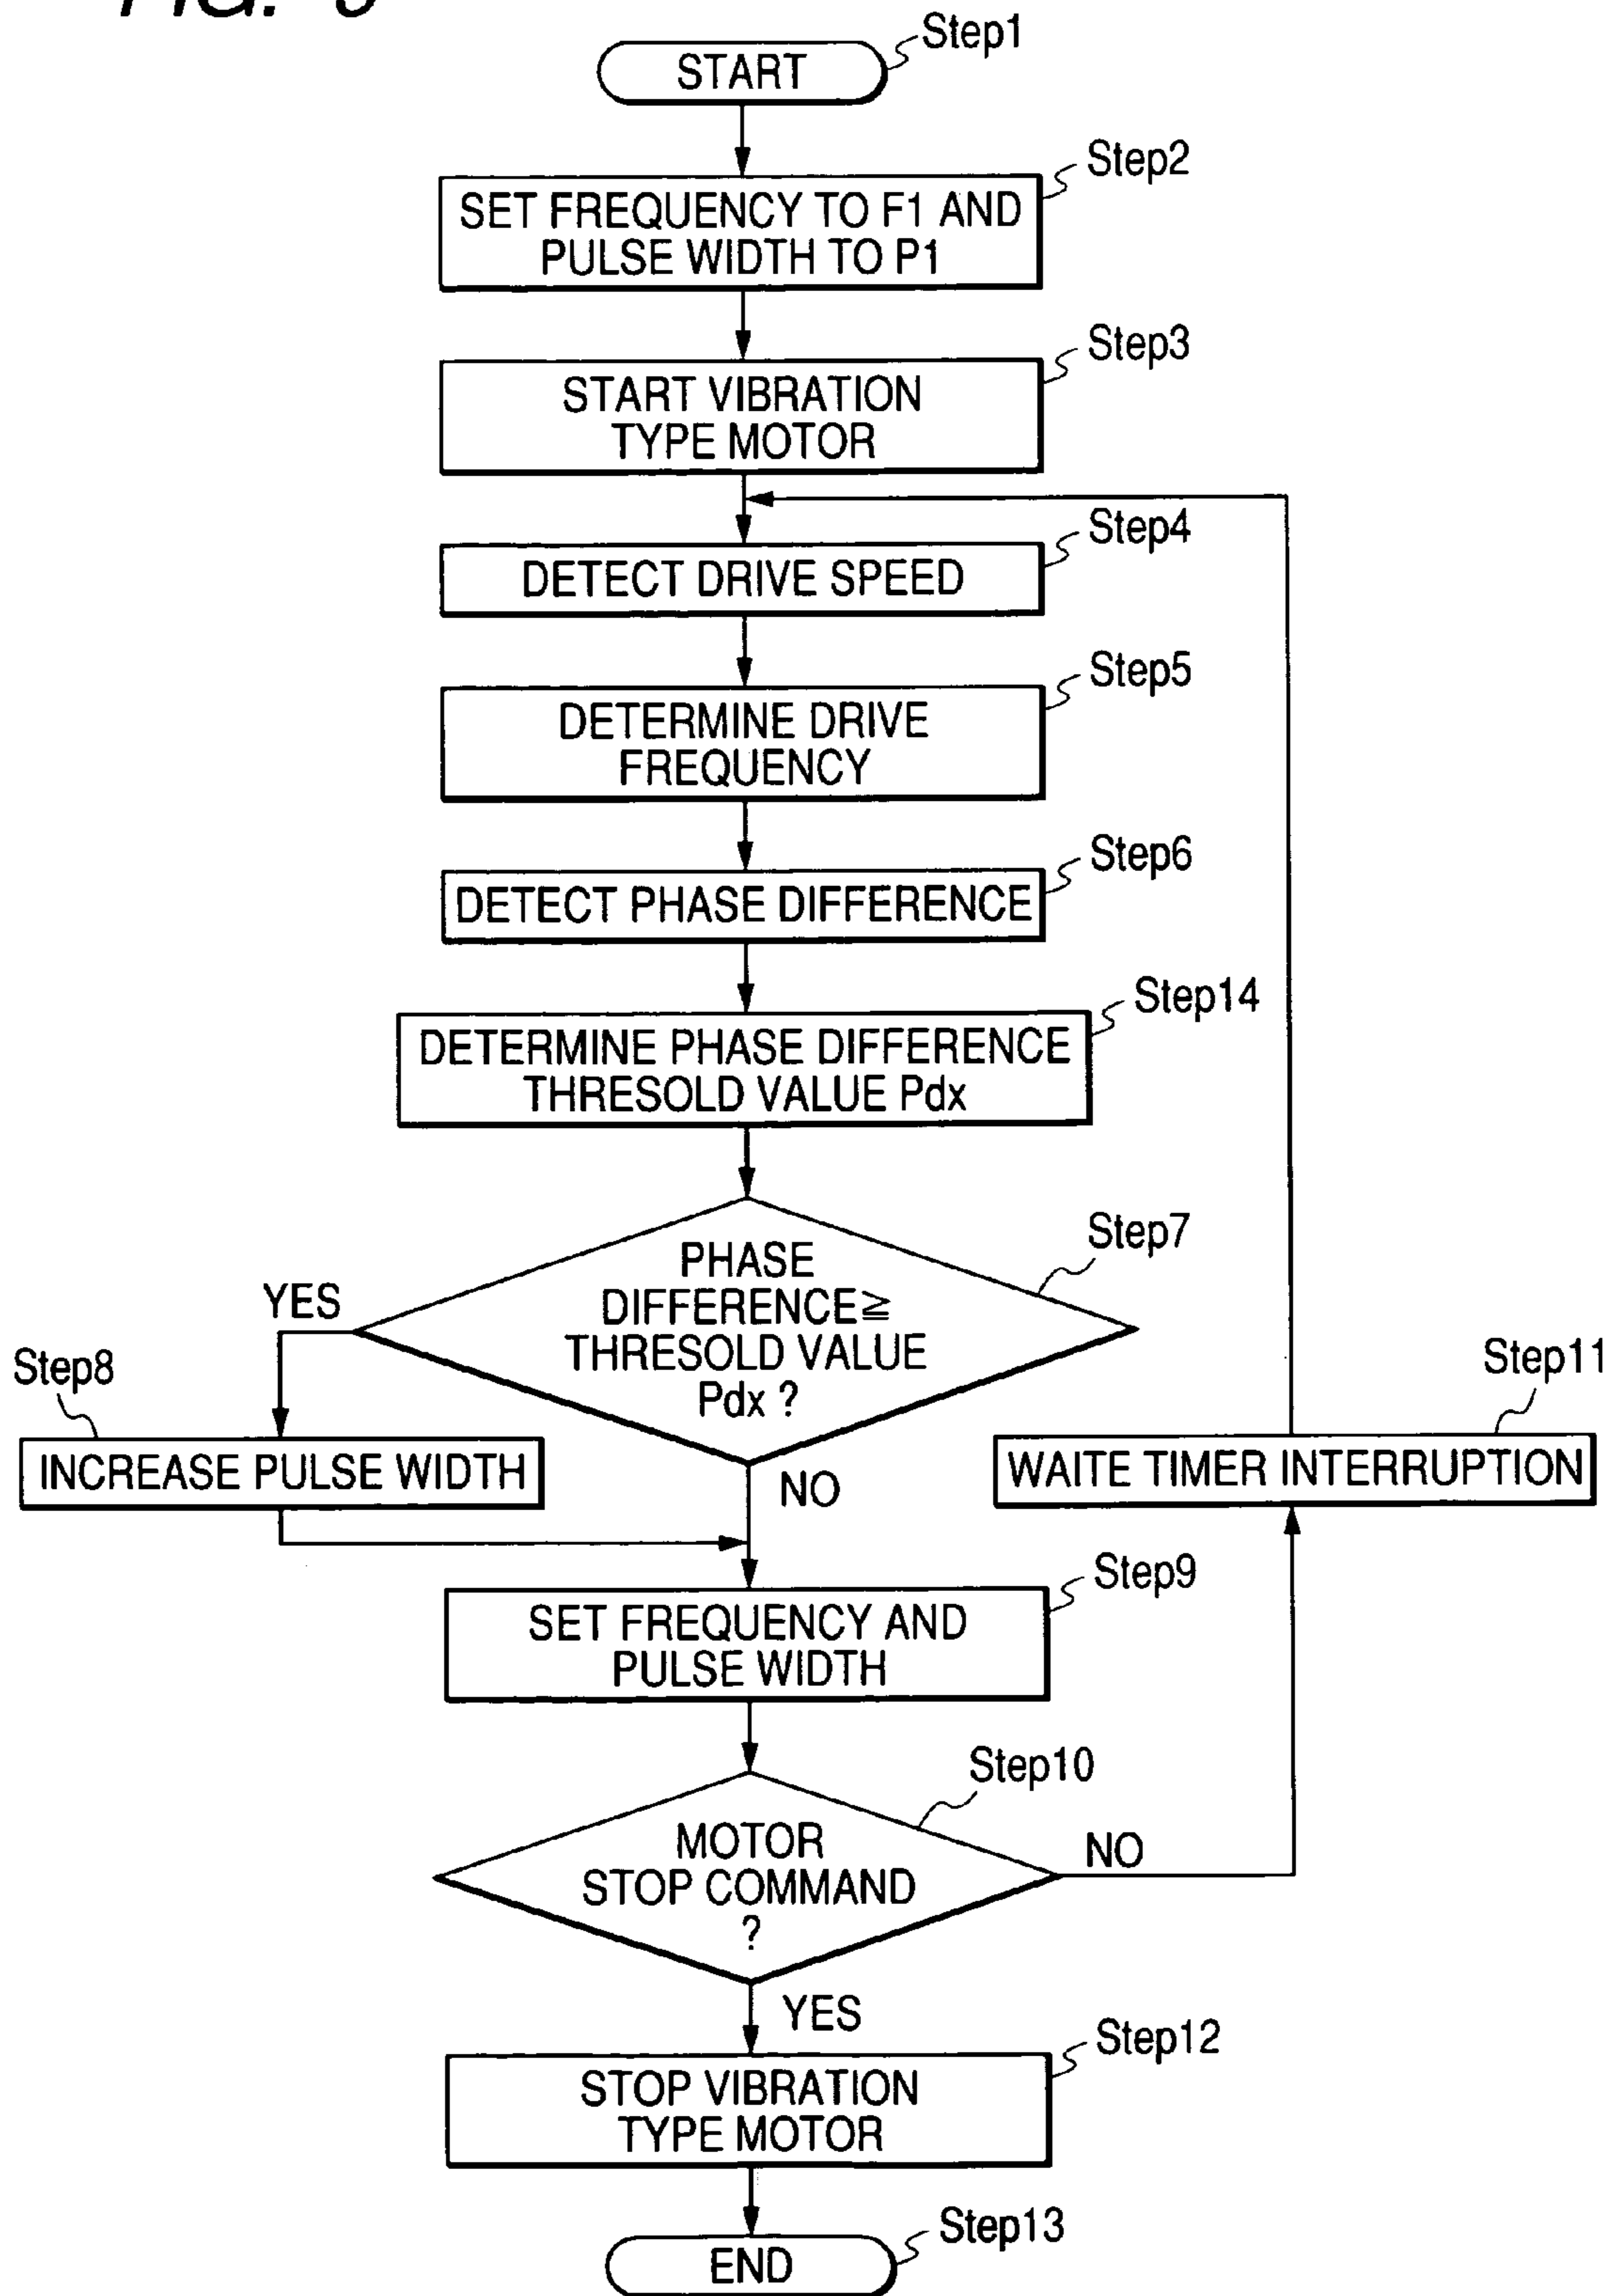 Step1
START
Step2
SET FREQUENCY TO F1 AND
PULSE WIDTH TO P1
Step3
START VIBRATION
TYPE MOTOR
Step4
DETECT DRIVE SPEED
Step5
DETERMINE DRIVE
FREQUENCY
Step6
DETECT PHASE DIFFERENCE
Step14
DETERMINE PHASE DIFFERENCE
THRESOLD VALUE Pdx
Step7
PHASE
DIFFERENCE≧
THRESOLD VALUE
Pdx ?
YES
Step8
INCREASE PULSE WIDTH
NO
Step11
WAITE TIMER INTERRUPTION
Step9
SET FREQUENCY AND
PULSE WIDTH
Step10
MOTOR
STOP COMMAND
?
NO
YES
Step12
STOP VIBRATION
TYPE MOTOR
Step13
END